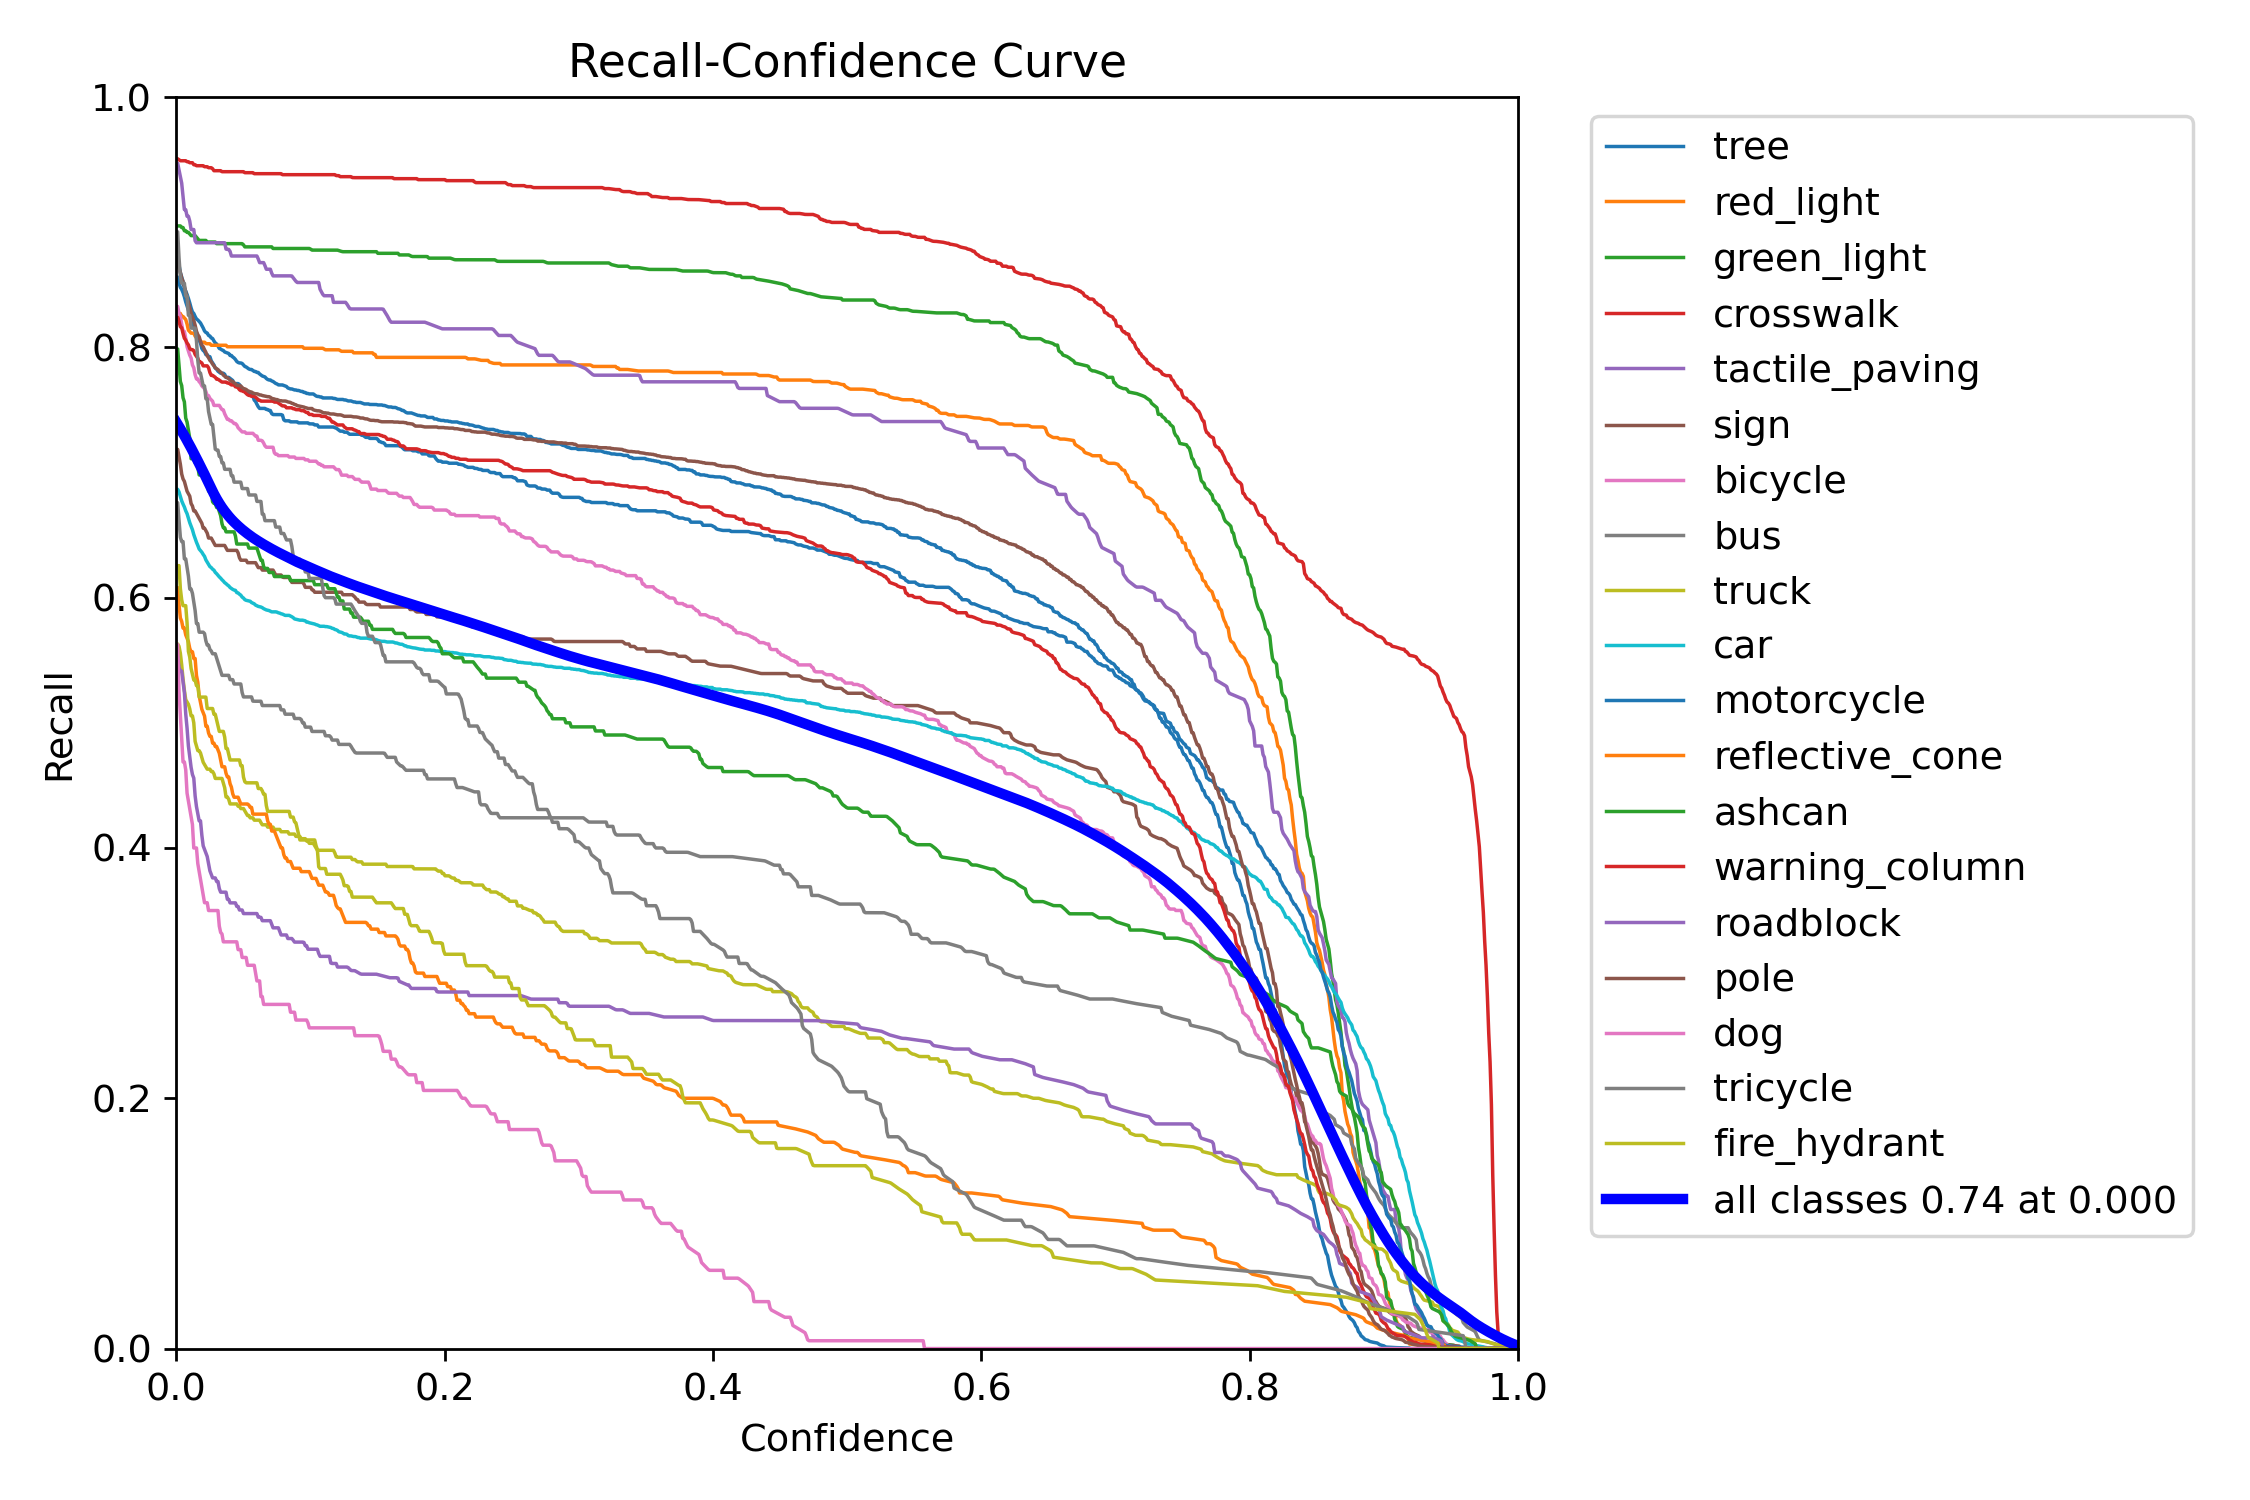 Recall-Confidence Curve
1.0
0.8
0.6
0.4
0.2
0.0
Recall
0.0 0.2 0.4 0.6 0.8 1.0
Confidence
tree
red_light
green_light
crosswalk
tactile_paving
sign
bicycle
bus
truck
car
motorcycle
reflective_cone
ashcan
warning_column
roadblock
pole
dog
tricycle
fire_hydrant
all classes 0.74 at 0.000